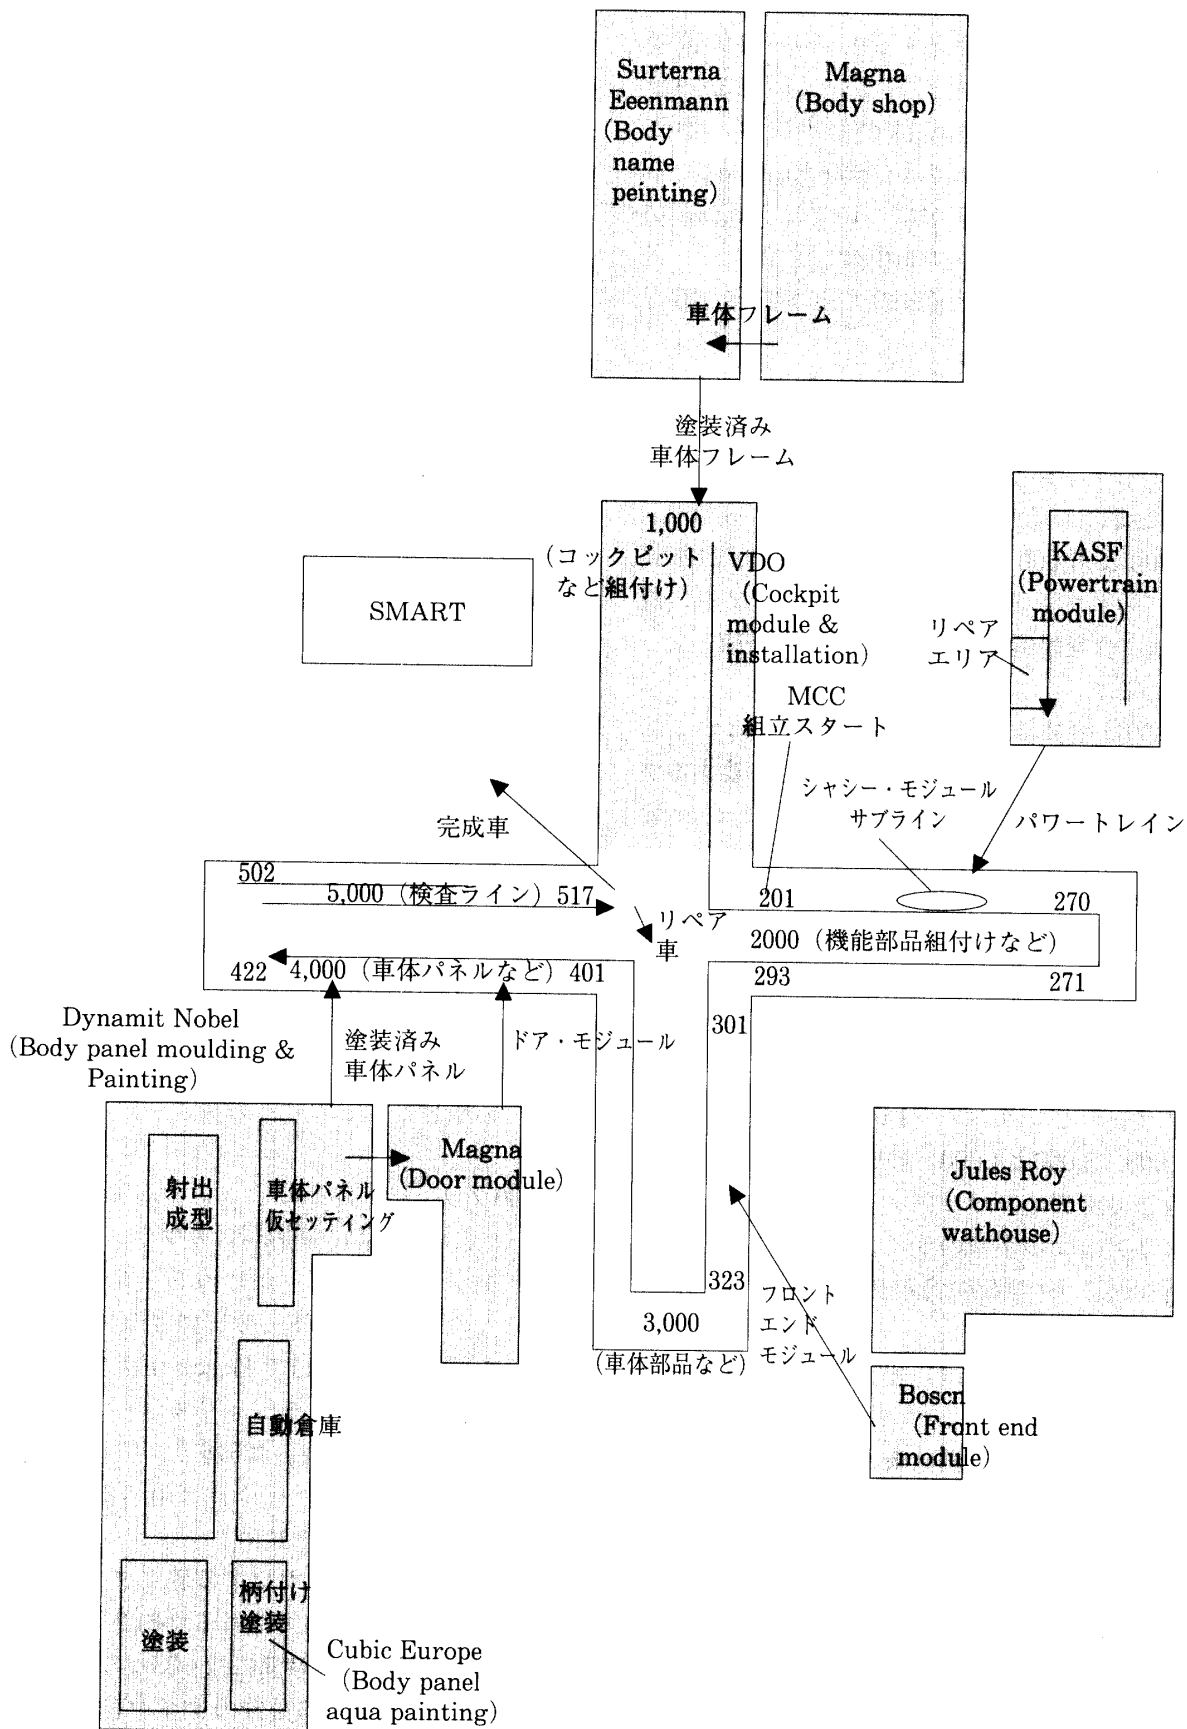 Surterna
Eeenmann
(Body
name
peinting)
Magna
(Body shop)
車体フレーム
塗装済み
車体フレーム
1,000
(コックピット
など組付け)
VDO
(Cockpit
module &
installation)
SMART
KASF
(Powertrain
module)
リペア
エリア
MCC
組立スタート
シャシー・モジュール
サブライン
パワートレイン
完成車
502
5,000(検査ライン)517
リペア
車
201
270
2000(機能部品組付けなど)
422
4,000(車体パネルなど)401
293
271
301
Dynamit Nobel
(Body panel moulding &
Painting)
塗装済み
車体パネル
ドア・モジュール
Magna
(Door module)
射出
成型
車体パネル
仮セッティング
Jules Roy
(Component
wathouse)
323
3,000
(車体部品など)
フロント
エンド
モジュール
Boscn
(Front end
module)
自動倉庫
柄付け
塗装
塗装
Cubic Europe
(Body panel
aqua painting)